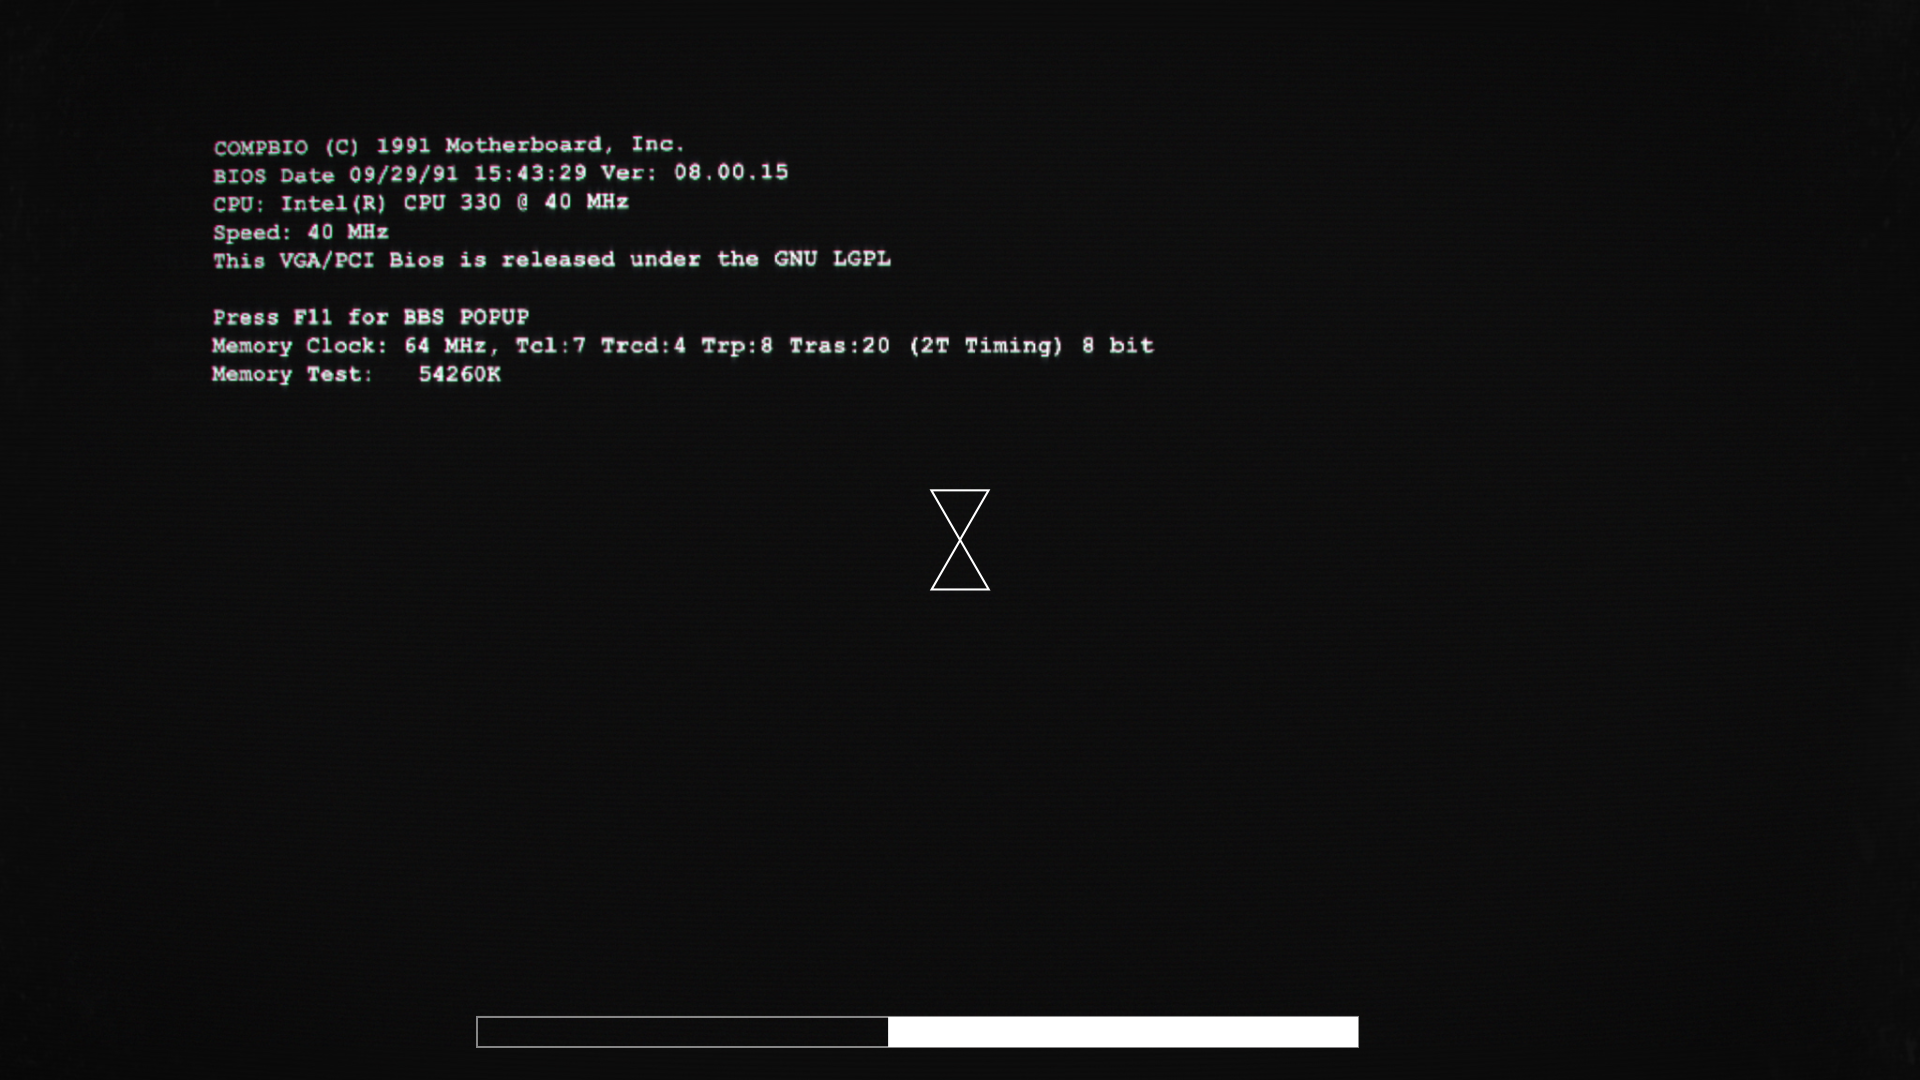 COMPBIO (C) 1991 Motherboard, Inc.
BIOS Date 09/29/91 15:43:29 Ver: 08.00.15
CPU: Intel(R) CPU 330 @ 40 MHz
Speed: 40 MHz
This VGA/PCI Bios is released under the GNU LGPL
Press F11 for BBS POPUP
Memory Clock: 64 MHz, Tcl:7 Trcd:4 Trp:8 Tras:20 (2T Timing) 8 bit
Memory Test: 54260K